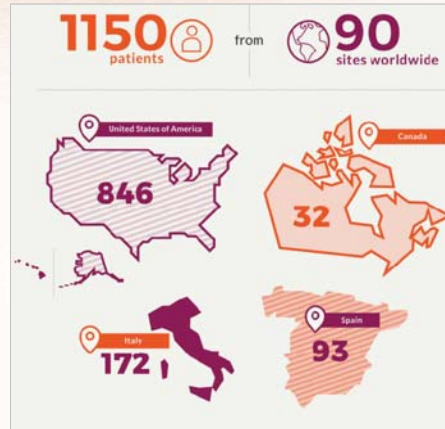 1150
patients
from
90
sites worldwide
United States of America
846
Canada
32
Italy
172
Spain
93